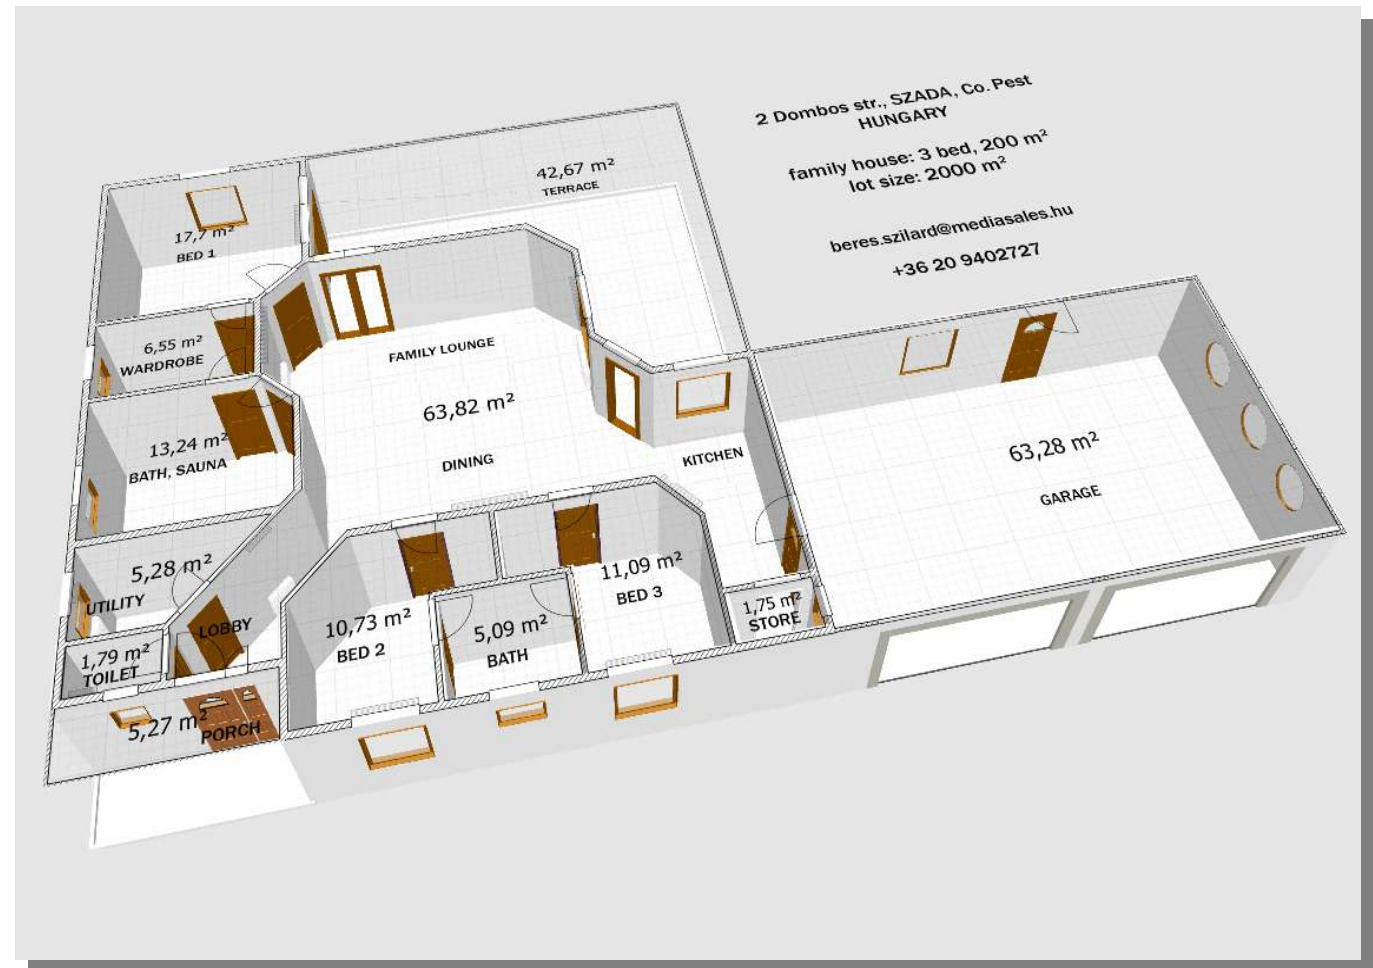 2 Dombos str., SZADA, Co. Pest
HUNGARY
family house: 3 bed, 200 m²
lot size: 2000 m²
beres.szilard@mediasales.hu
+36 20 9402727
42,67 m²
TERRACE
17,7 m²
BED 1
6,55 m²
WARDROBE
FAMILY LOUNGE
63,82 m²
DINING
KITCHEN
13,24 m²
BATH, SAUNA
63,28 m²
GARAGE
5,28 m²
UTILITY
LOBBY
1,79 m²
TOILET
5,27 m²
PORCH
10,73 m²
BED 2
5,09 m²
BATH
11,09 m²
BED 3
1,75 m²
STORE